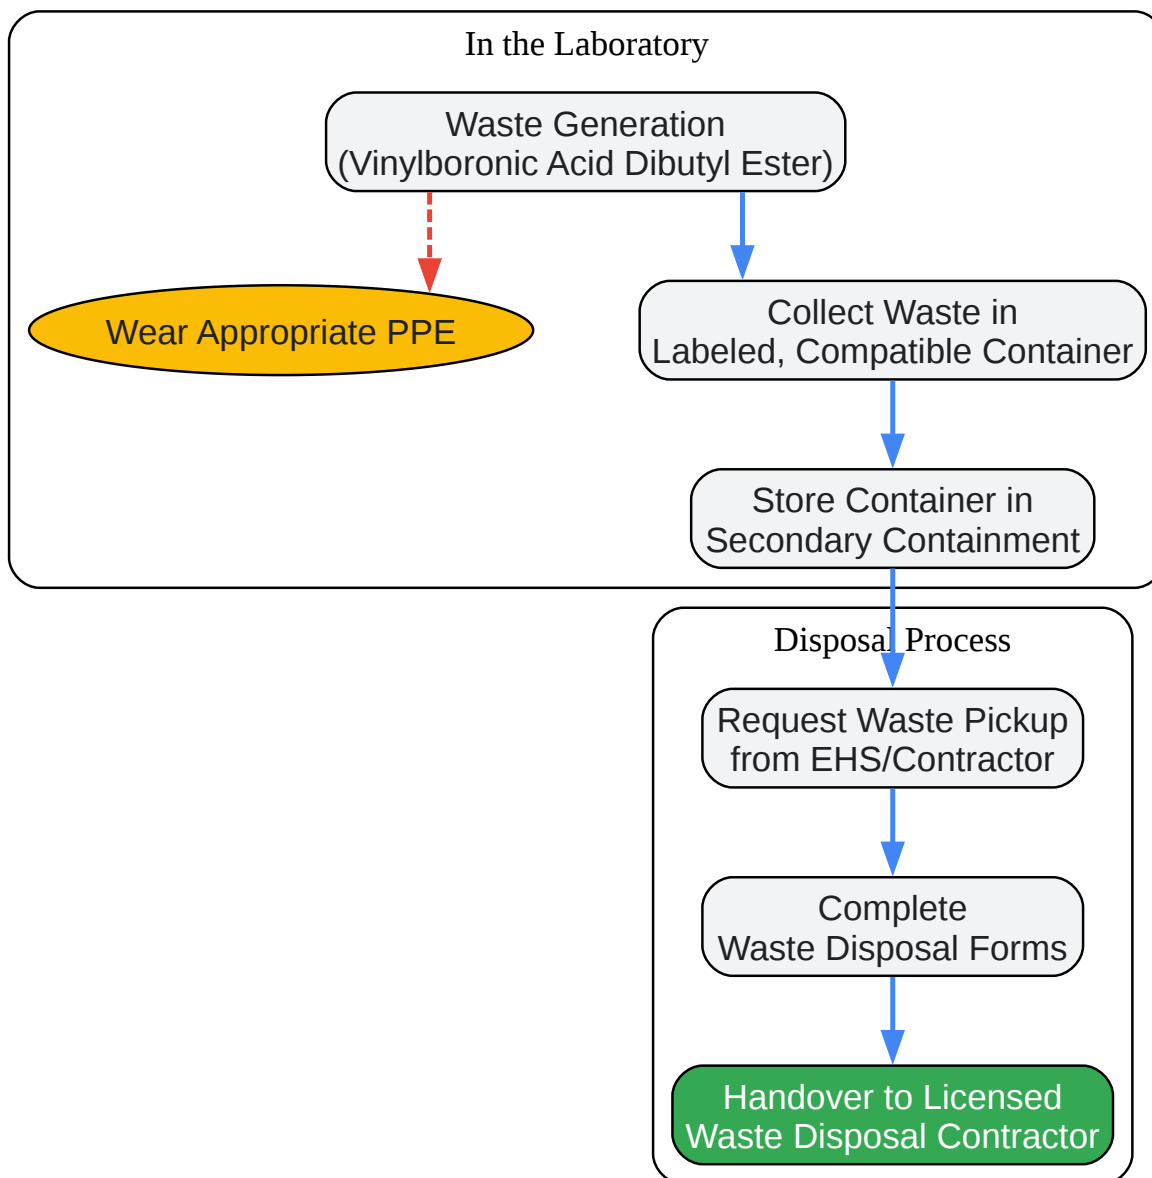 In the Laboratory
Waste Generation
(Vinylboronic Acid Dibutyl Ester)
Wear Appropriate PPE
Collect Waste in
Labeled, Compatible Container
Store Container in
Secondary Containment
Disposal Process
Request Waste Pickup
from EHS/Contractor
Complete
Waste Disposal Forms
Handover to Licensed
Waste Disposal Contractor